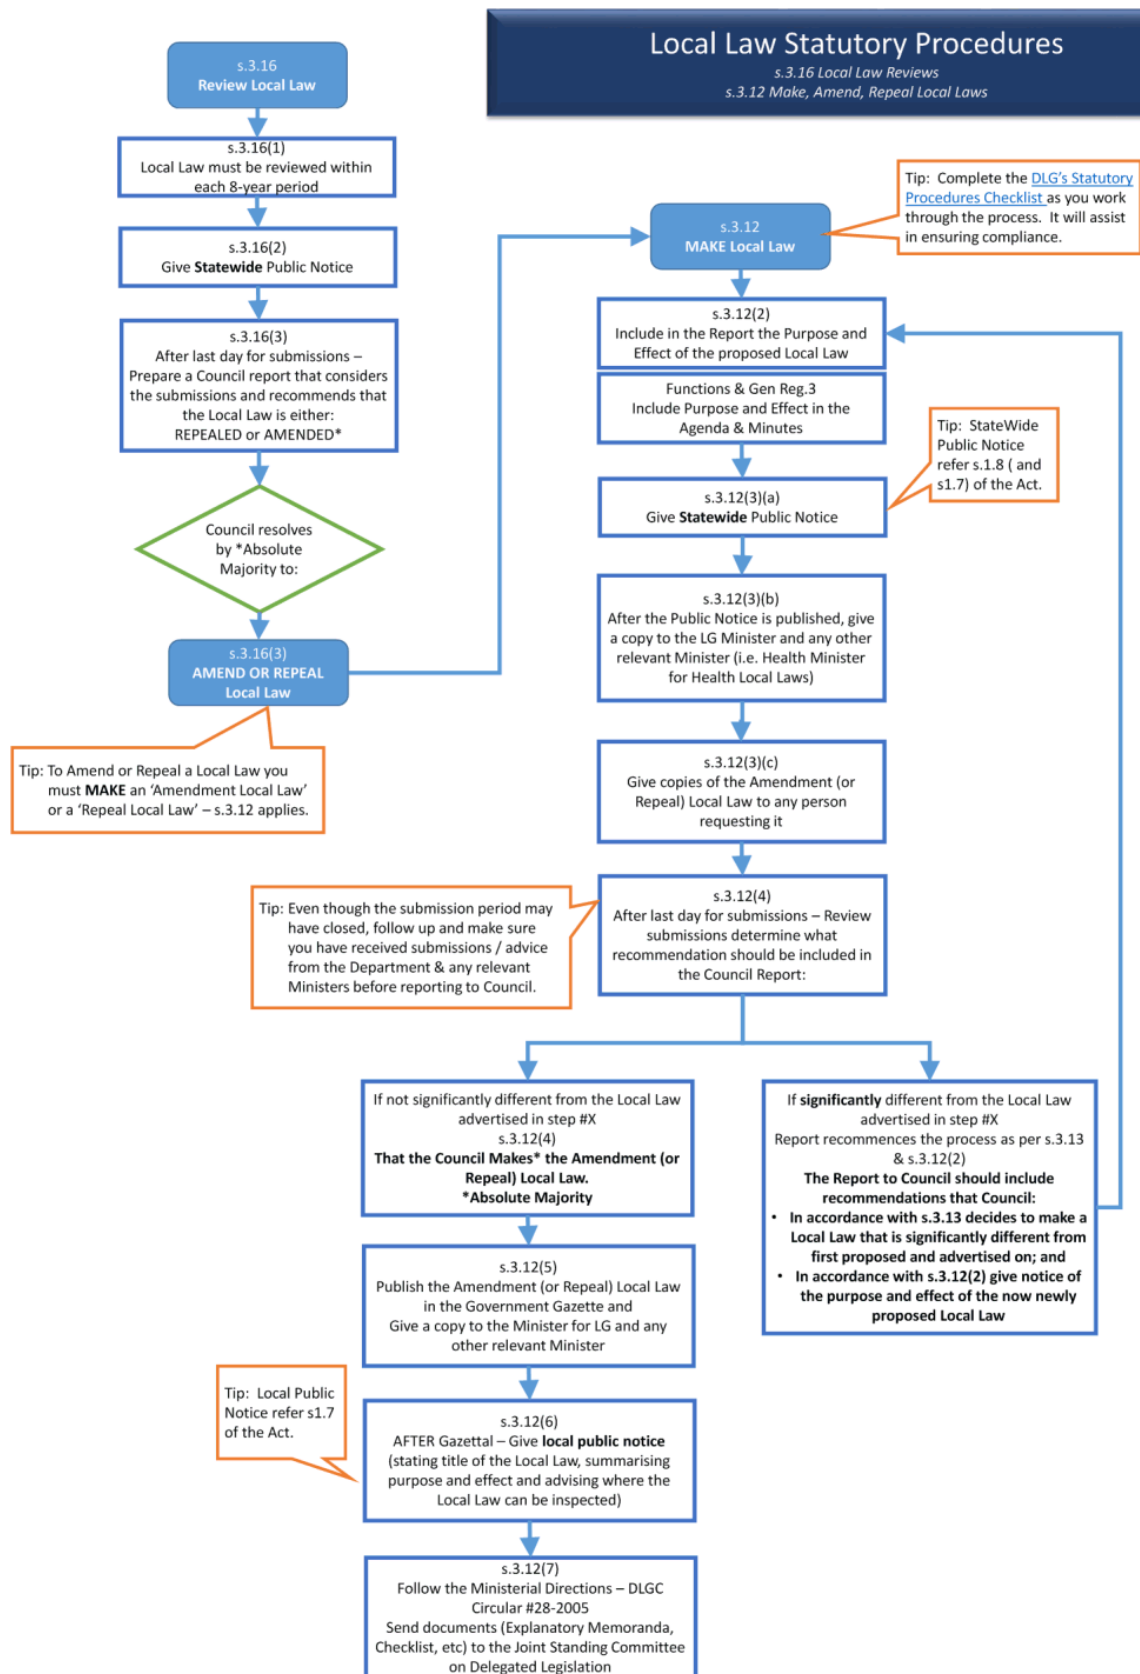 Local Law Statutory Procedures
s.3.16 Local Law Reviews
s.3.12 Make, Amend, Repeal Local Laws
s.3.16
Review Local Law
s.3.16(1)
Local Law must be reviewed within
each 8-year period
s.3.16(2)
Give Statewide Public Notice
s.3.16(3)
After last day for submissions –
Prepare a Council report that considers
the submissions and recommends that
the Local Law is either:
REPEALED or AMENDED*
Council resolves
by *Absolute
Majority to:
s.3.16(3)
AMEND OR REPEAL
Local Law
Tip: To Amend or Repeal a Local Law you
must MAKE an ‘Amendment Local Law’
or a ‘Repeal Local Law’ – s.3.12 applies.
s.3.12
MAKE Local Law
Tip: Complete the DLG’s Statutory
Procedures Checklist as you work
through the process. It will assist
in ensuring compliance.
s.3.12(2)
Include in the Report the Purpose and
Effect of the proposed Local Law
Functions & Gen Reg.3
Include Purpose and Effect in the
Agenda & Minutes
s.3.12(3)(a)
Give Statewide Public Notice
Tip: StateWide
Public Notice
refer s.1.8 ( and
s1.7) of the Act.
s.3.12(3)(b)
After the Public Notice is published, give
a copy to the LG Minister and any other
relevant Minister (i.e. Health Minister
for Health Local Laws)
s.3.12(3)(c)
Give copies of the Amendment (or
Repeal) Local Law to any person
requesting it
s.3.12(4)
After last day for submissions – Review
submissions determine what
recommendation should be included in
the Council Report:
Tip: Even though the submission period may
have closed, follow up and make sure
you have received submissions / advice
from the Department & any relevant
Ministers before reporting to Council.
If not significantly different from the Local Law
advertised in step #X
s.3.12(4)
That the Council Makes* the Amendment (or
Repeal) Local Law.
*Absolute Majority
If significantly different from the Local Law
advertised in step #X
Report recommences the process as per s.3.13
& s.3.12(2)
The Report to Council should include
recommendations that Council:
• In accordance with s.3.13 decides to make a
Local Law that is significantly different from
first proposed and advertised on; and
• In accordance with s.3.12(2) give notice of
the purpose and effect of the now newly
proposed Local Law
s.3.12(5)
Publish the Amendment (or Repeal) Local Law
in the Government Gazette and
Give a copy to the Minister for LG and any
other relevant Minister
Tip: Local Public
Notice refer s1.7
of the Act.
s.3.12(6)
AFTER Gazettal – Give local public notice
(stating title of the Local Law, summarising
purpose and effect and advising where the
Local Law can be inspected)
s.3.12(7)
Follow the Ministerial Directions – DLGC
Circular #28-2005
Send documents (Explanatory Memoranda,
Checklist, etc) to the Joint Standing Committee
on Delegated Legislation